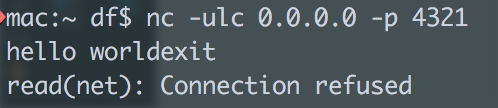 mac:~ df$ nc -ulc 0.0.0.0 -p 4321
hello worldexit
read(net): Connection refused